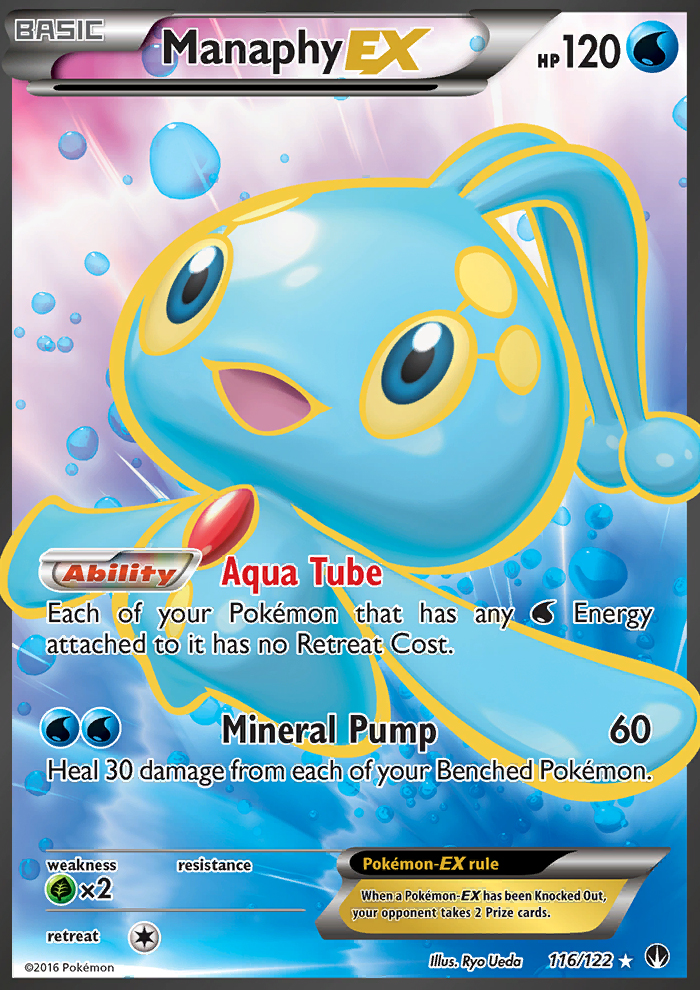 BASIC
Manaphy EX
HP 120
Ability Aqua Tube
Each of your Pokémon that has any Energy
attached to it has no Retreat Cost.
Mineral Pump 60
Heal 30 damage from each of your Benched Pokémon.
weakness resistance
×2
retreat
Pokémon-EX rule
When a Pokémon-EX has been Knocked Out,
your opponent takes 2 Prize cards.
©2016 Pokémon
Illus. Ryo Ueda 116/122